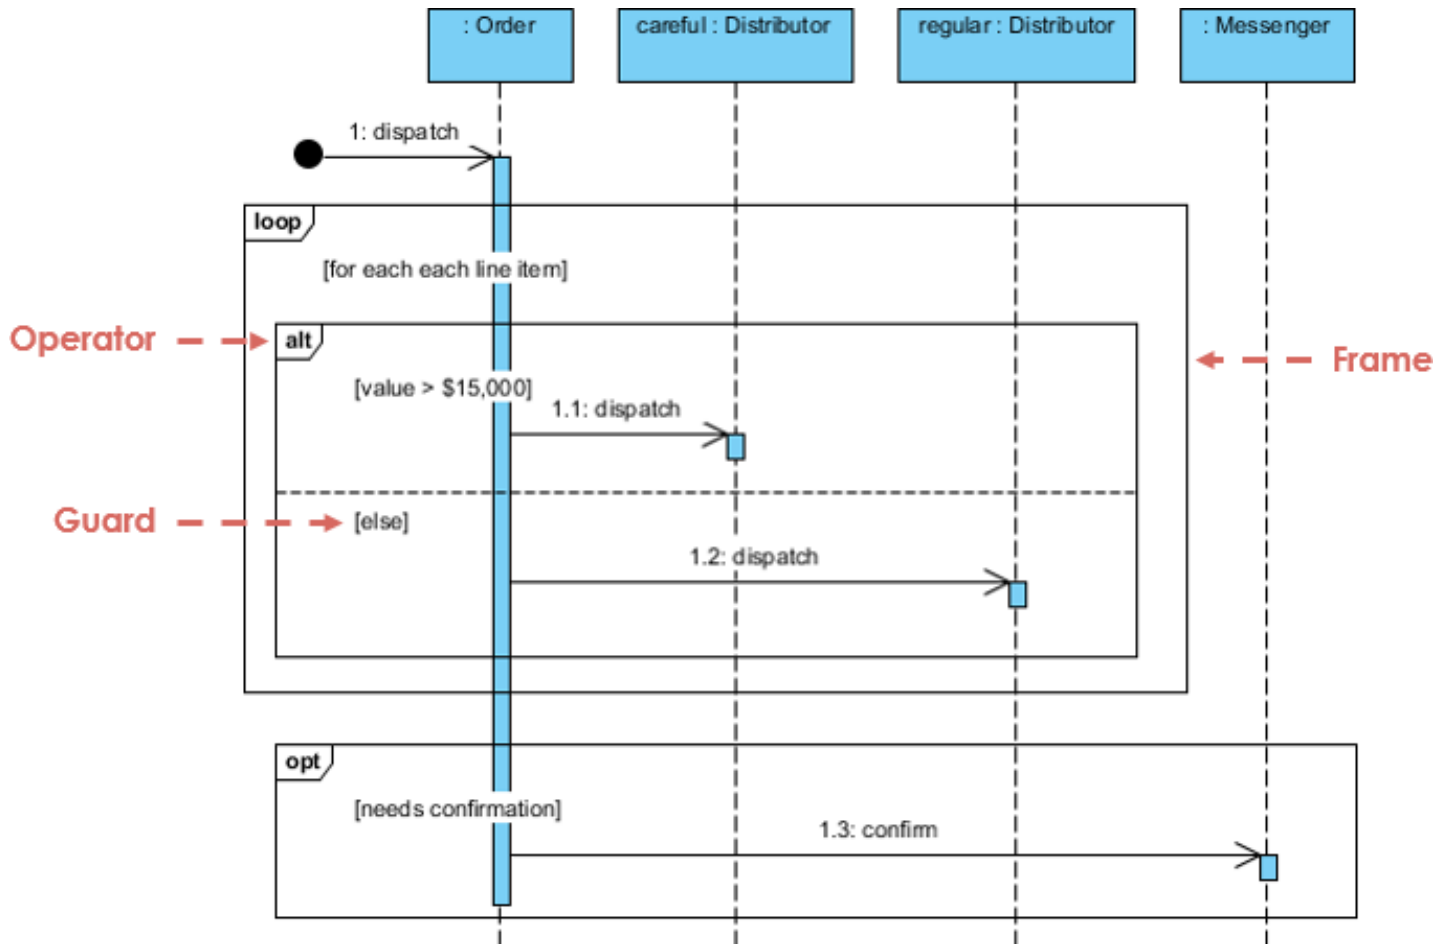 : Order
careful : Distributor
regular : Distributor
: Messenger
1: dispatch
loop
[for each each line item]
Operator
alt
Frame
[value > $15,000]
1.1: dispatch
Guard
[else]
1.2: dispatch
opt
[needs confirmation]
1.3: confirm